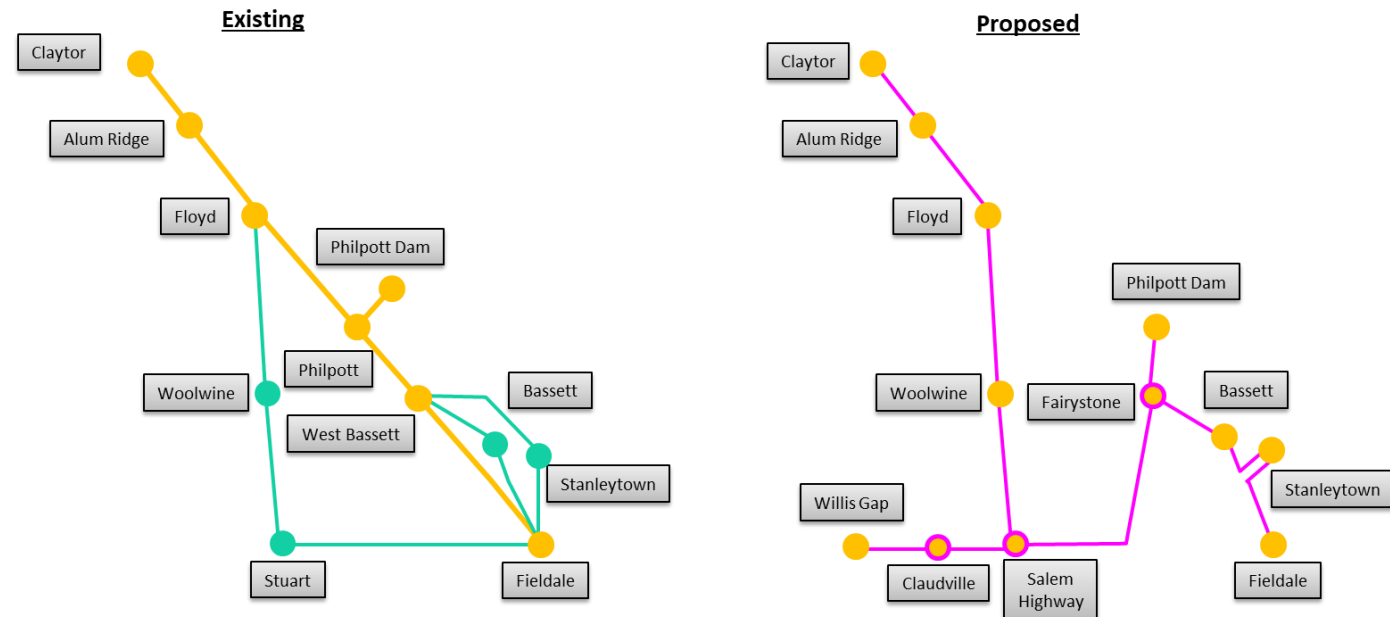 Existing
Claytor
Alum Ridge
Floyd
Philpott Dam
Philpott
Woolwine
Bassett
West Bassett
Stanleytown
Stuart
Fieldale
Proposed
Claytor
Alum Ridge
Floyd
Philpott Dam
Woolwine
Fairystone
Bassett
Stanleytown
Willis Gap
Claudville
Salem
Highway
Fieldale